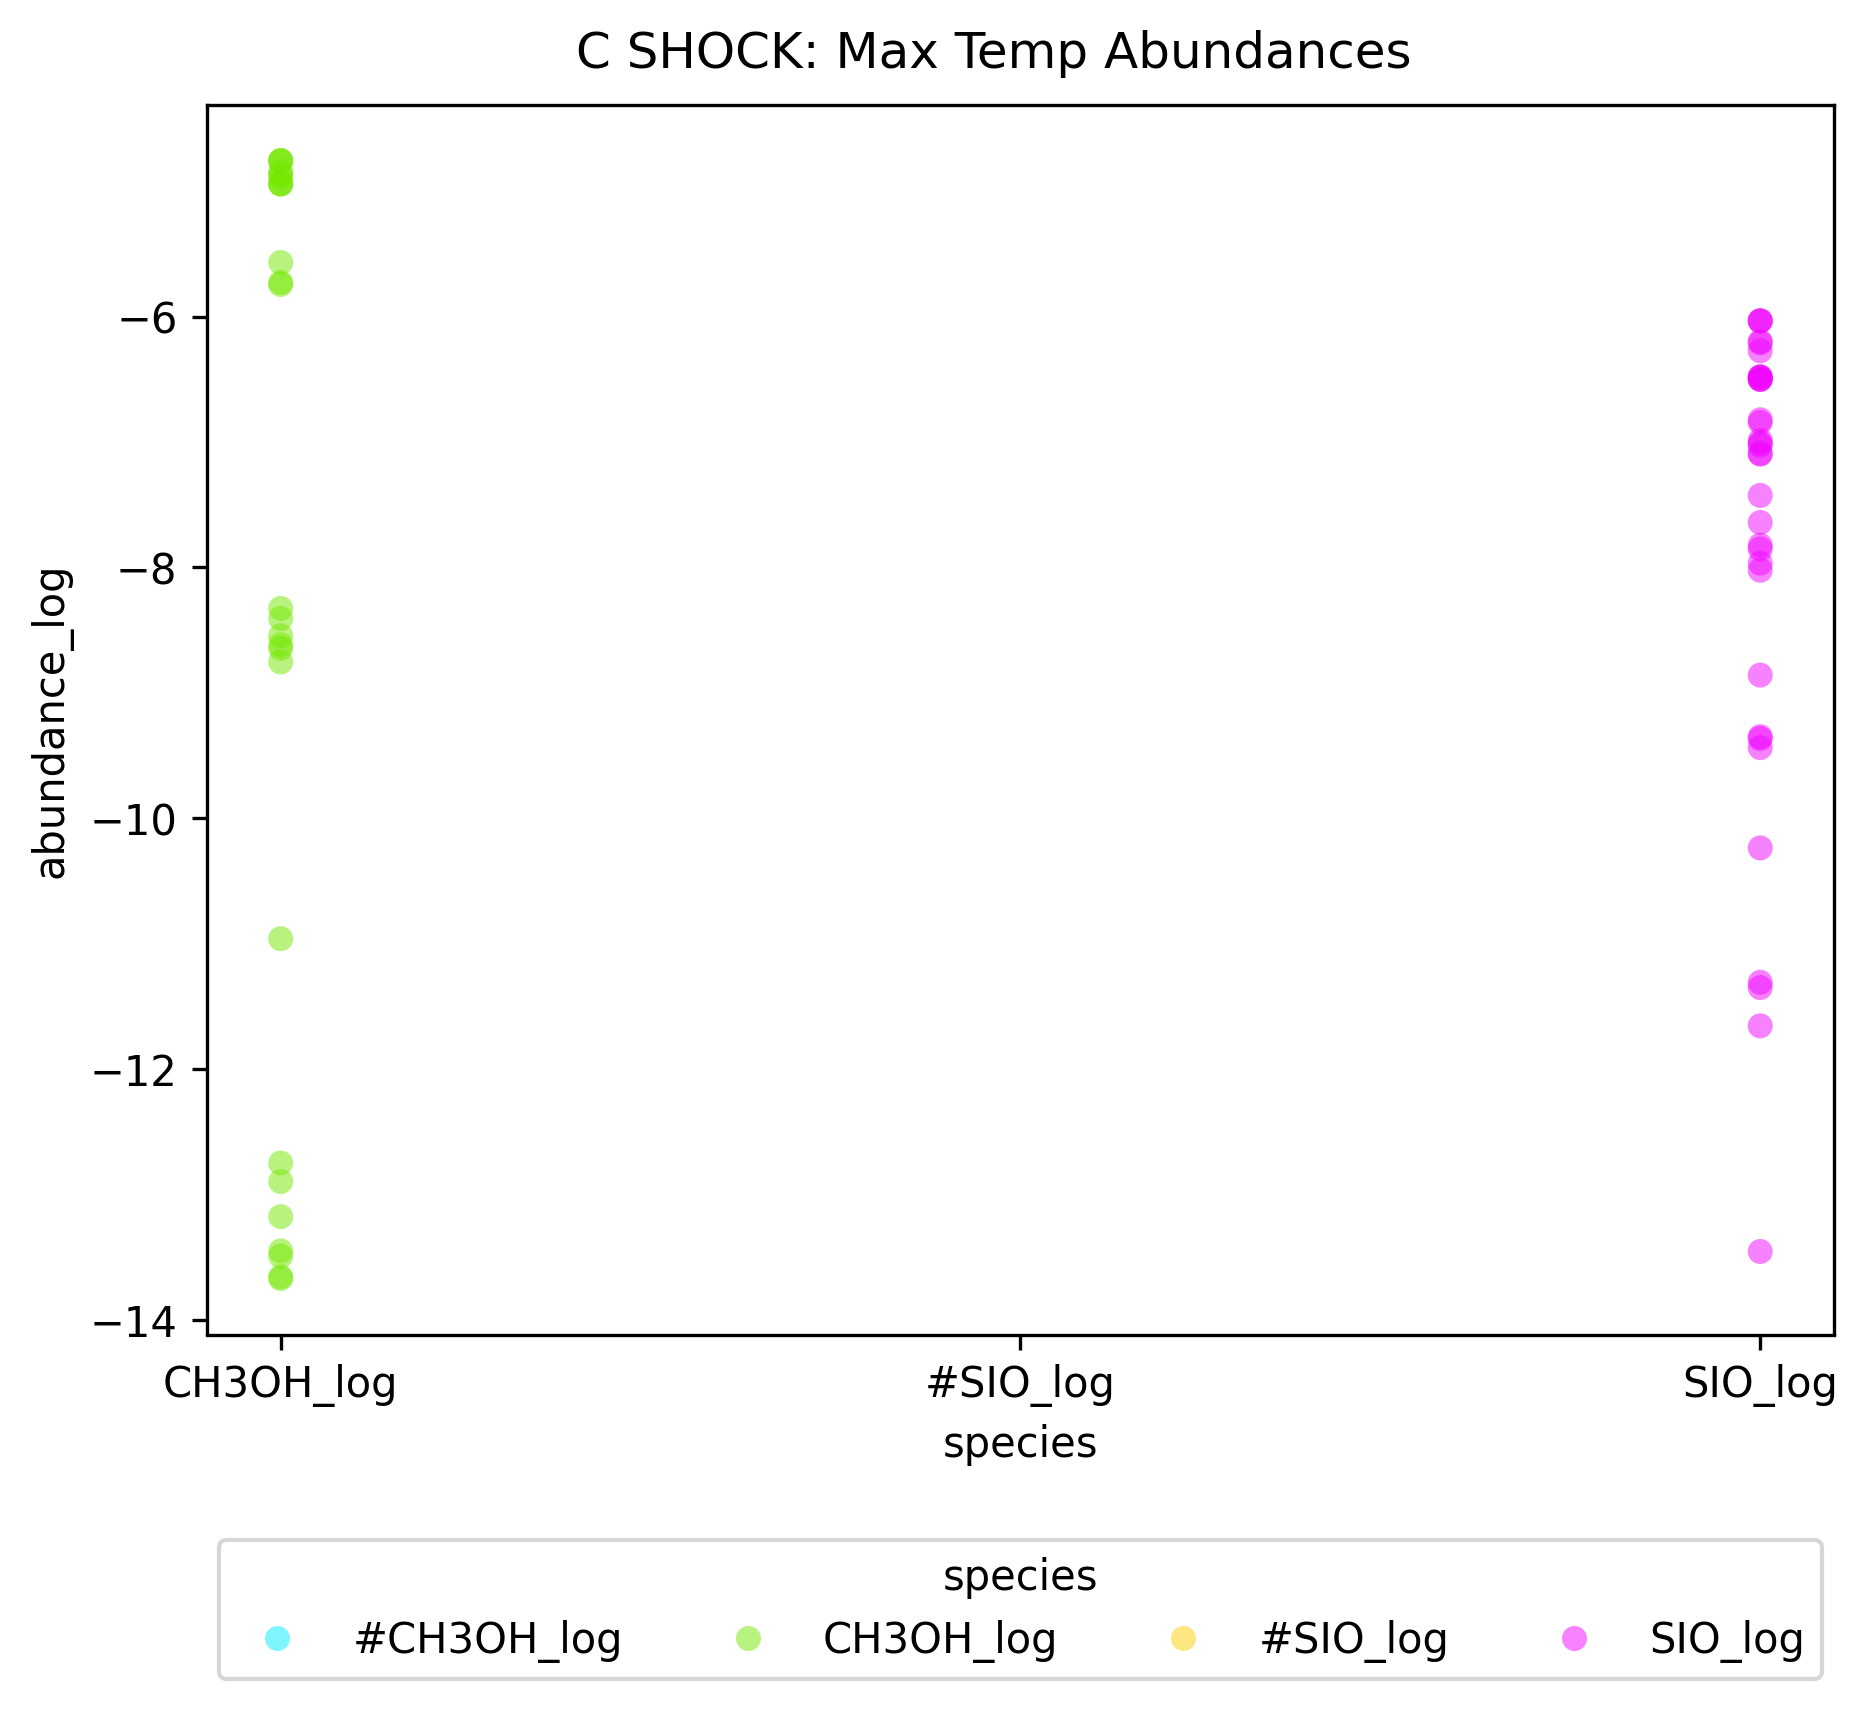 C SHOCK: Max Temp Abundances
abundance_log
−6
−8
−10
−12
−14
CH3OH_log #SIO_log SIO_log
species
species
#CH3OH_log CH3OH_log #SIO_log SIO_log